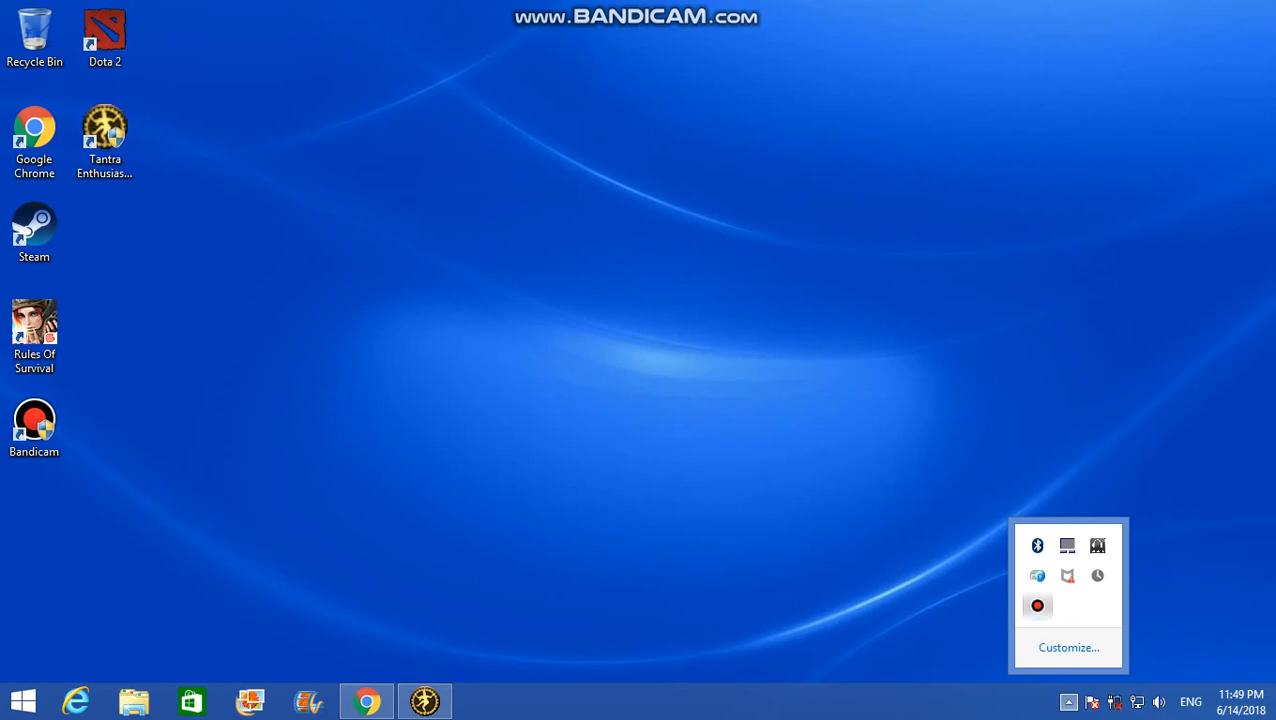 www.BANDICAM.com
Recycle Bin
Dota 2
Google
Chrome
Tantra
Enthusias...
Steam
Rules Of
Survival
Bandicam
Customize...
ENG
11:49 PM
6/14/2018